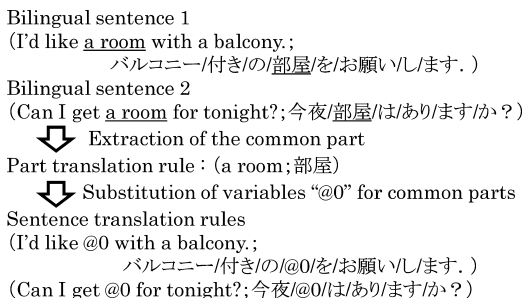 Bilingual sentence 1
(I'd like a room with a balcony.;
バルコニー/付き/の/部屋/を/お願い/し/ます．)
Bilingual sentence 2
(Can I get a room for tonight?;今夜/部屋/は/あり/ます/か？)
Extraction of the common part
Part translation rule : (a room;部屋)
Substitution of variables “@0” for common parts
Sentence translation rules
(I'd like @0 with a balcony.;
バルコニー/付き/の/@0/を/お願い/し/ます．)
(Can I get @0 for tonight?;今夜/@0/は/あり/ます/か？)